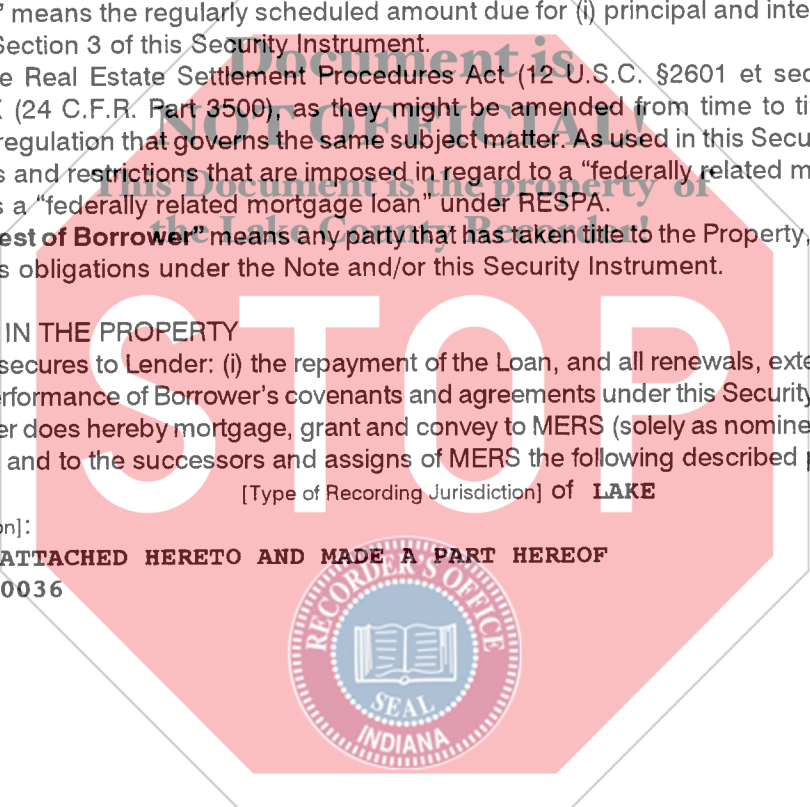 ” means the regularly scheduled amount due for (i) principal and inte
Section 3 of this Security Instrument.
Document is
e Real Estate Settlement Procedures Act (12 U.S.C. §2601 et sec
(24 C.F.R. Part 3500), as they might be amended from time to ti
NOT OFFICIAL!
regulation that governs the same subject matter. As used in this Secu
s and restrictions that are imposed in regard to a “federally related m
This Document is the property of
s a “federally related mortgage loan” under RESPA.
the Lake County Recorder!
est of Borrower” means any party that has taken title to the Property,
s obligations under the Note and/or this Security Instrument.
STOP
IN THE PROPERTY
secures to Lender: (i) the repayment of the Loan, and all renewals, exte
erformance of Borrower’s covenants and agreements under this Security
er does hereby mortgage, grant and convey to MERS (solely as nomine
and to the successors and assigns of MERS the following described p
[Type of Recording Jurisdiction] of LAKE
on]:
ATTACHED HERETO AND MADE A PART HEREOF
0036
RECORDER’S OFFICE
SEAL
INDIANA